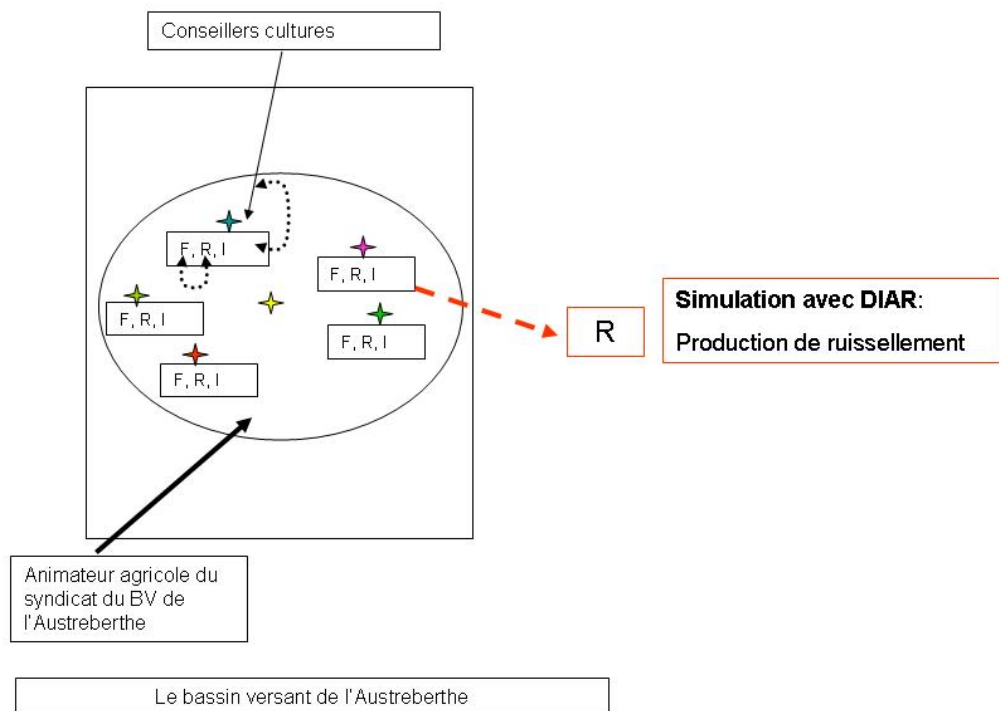 Conseillers cultures
F, R, I
F, R, I
F, R, I
F, R, I
F, R, I
R
Simulation avec DIAR:
Production de ruissellement
Animateur agricole du
syndicat du BV de
l'Austreberthe
Le bassin versant de l'Austreberthe